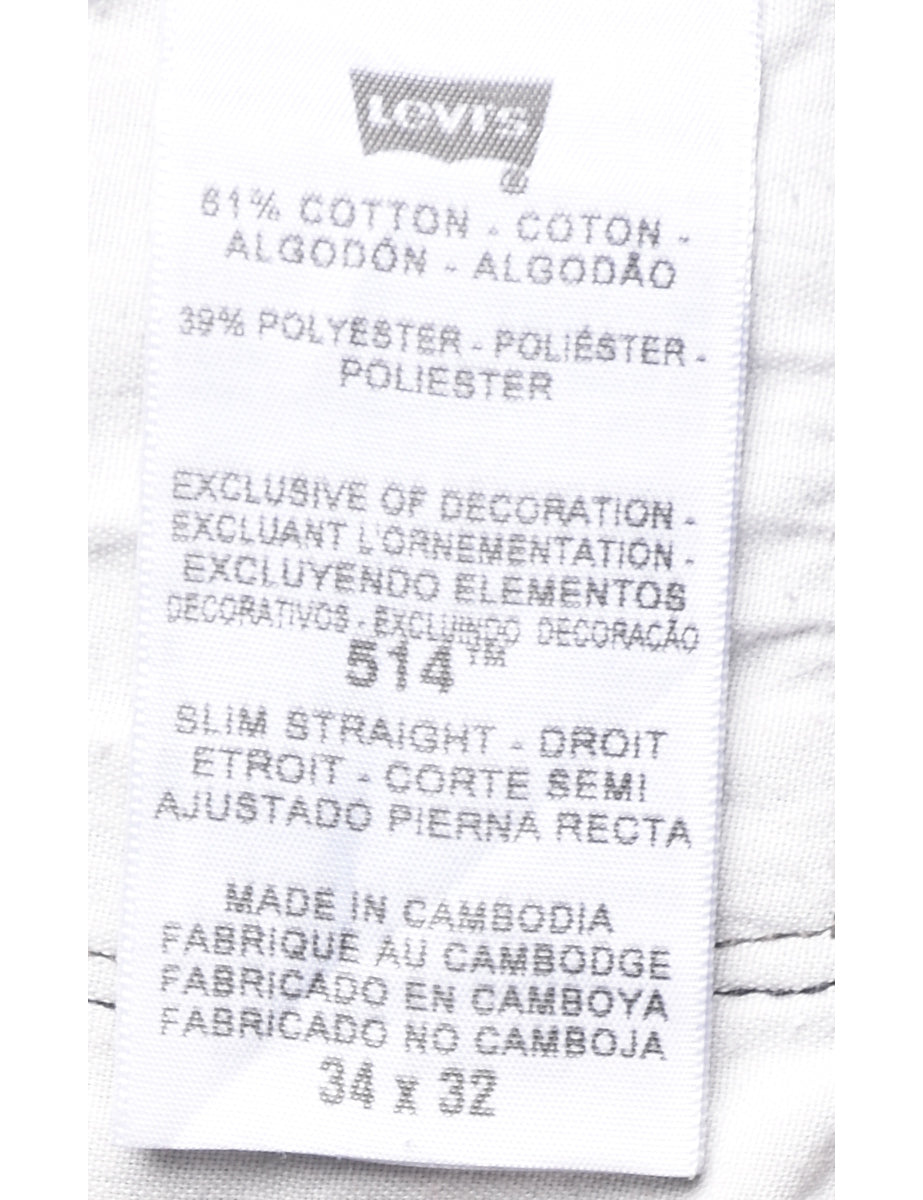 Levi's
®
61% COTTON - COTON -
ALGODÓN - ALGODÃO
39% POLYESTER - POLIÉSTER -
POLIESTER
EXCLUSIVE OF DECORATION -
EXCLUANT L'ORNEMENTATION -
EXCLUYENDO ELEMENTOS
DECORATIVOS - EXCLUINDO DECORAÇÃO
514™
SLIM STRAIGHT - DROIT
ETROIT - CORTE SEMI
AJUSTADO PIERNA RECTA
MADE IN CAMBODIA
FABRIQUE AU CAMBODGE
FABRICADO EN CAMBOYA
FABRICADO NO CAMBOJA
34 x 32